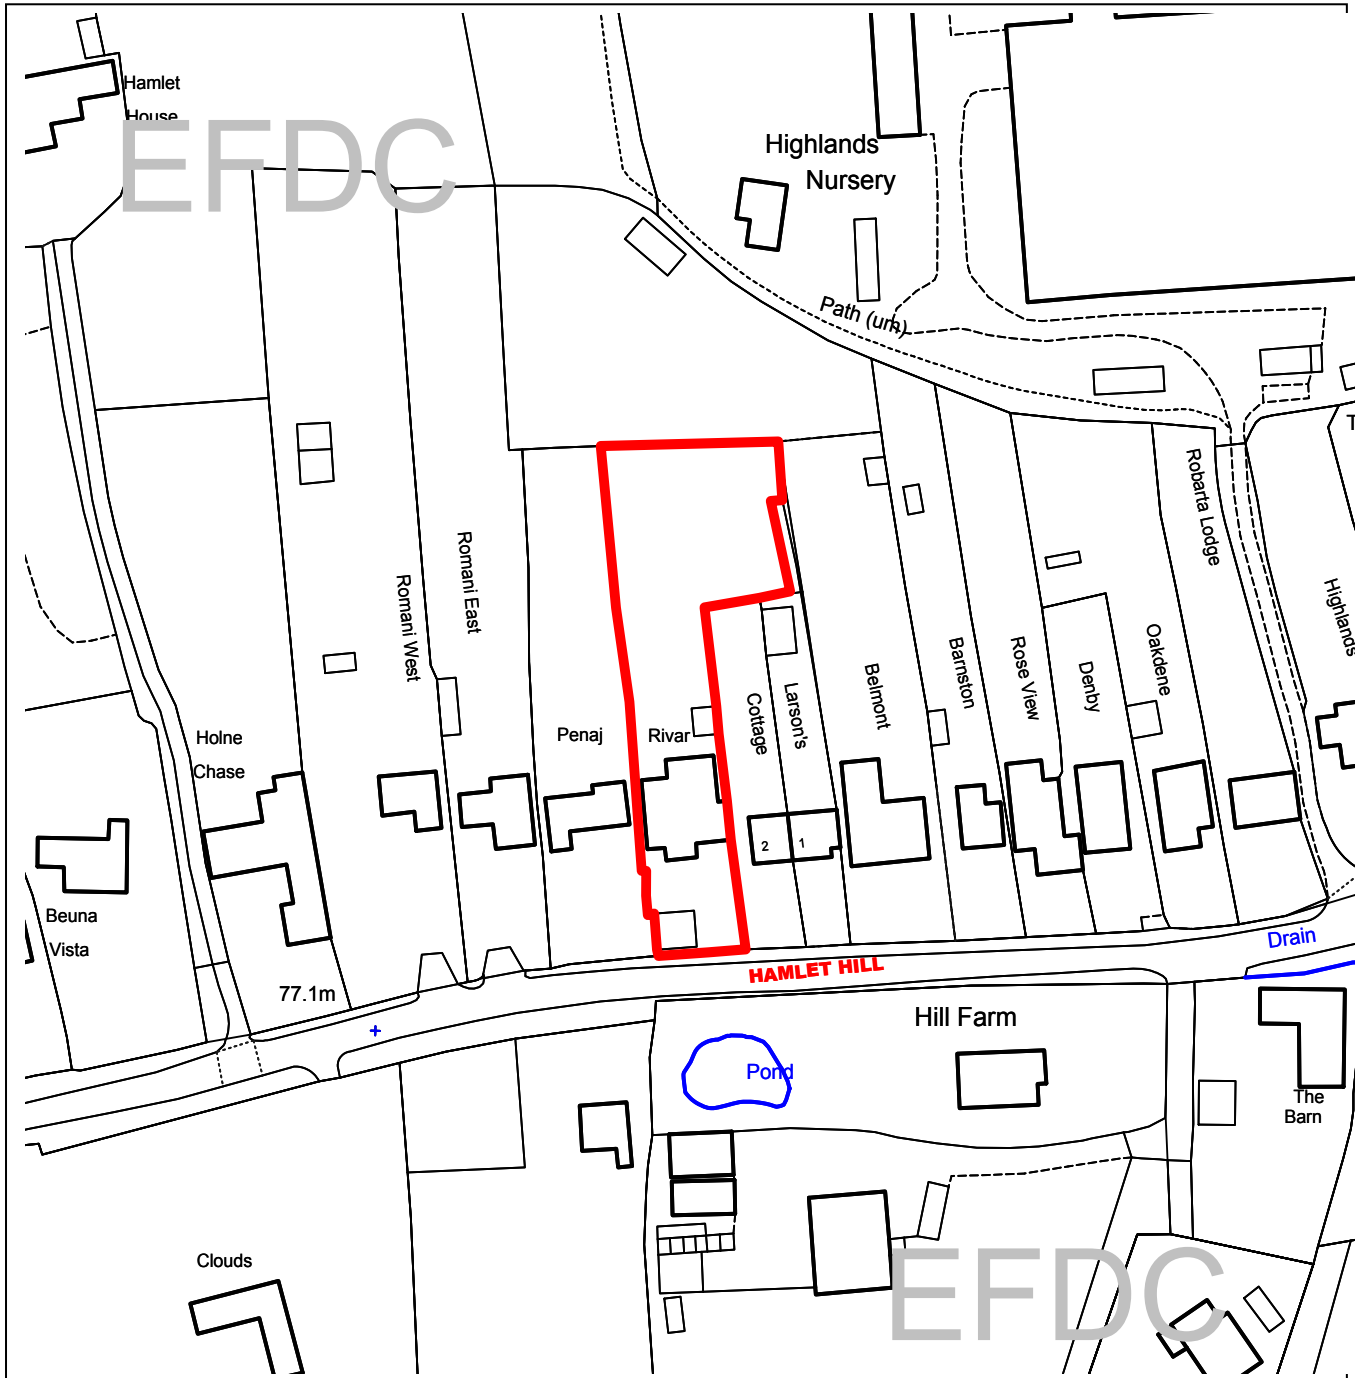 Hamlet
House
EFDC
Highlands
Nursery
Path (um)
Robarta Lodge
Romani East
Romani West
Highlands
Oakdene
Rose View
Barnston
Denby
Belmont
Larson's
Cottage
Penaj
Rivar
Holne
Chase
2
1
Beuna
Vista
Drain
HAMLET HILL
77.1m
Hill Farm
Pond
The
Barn
Clouds
EFDC